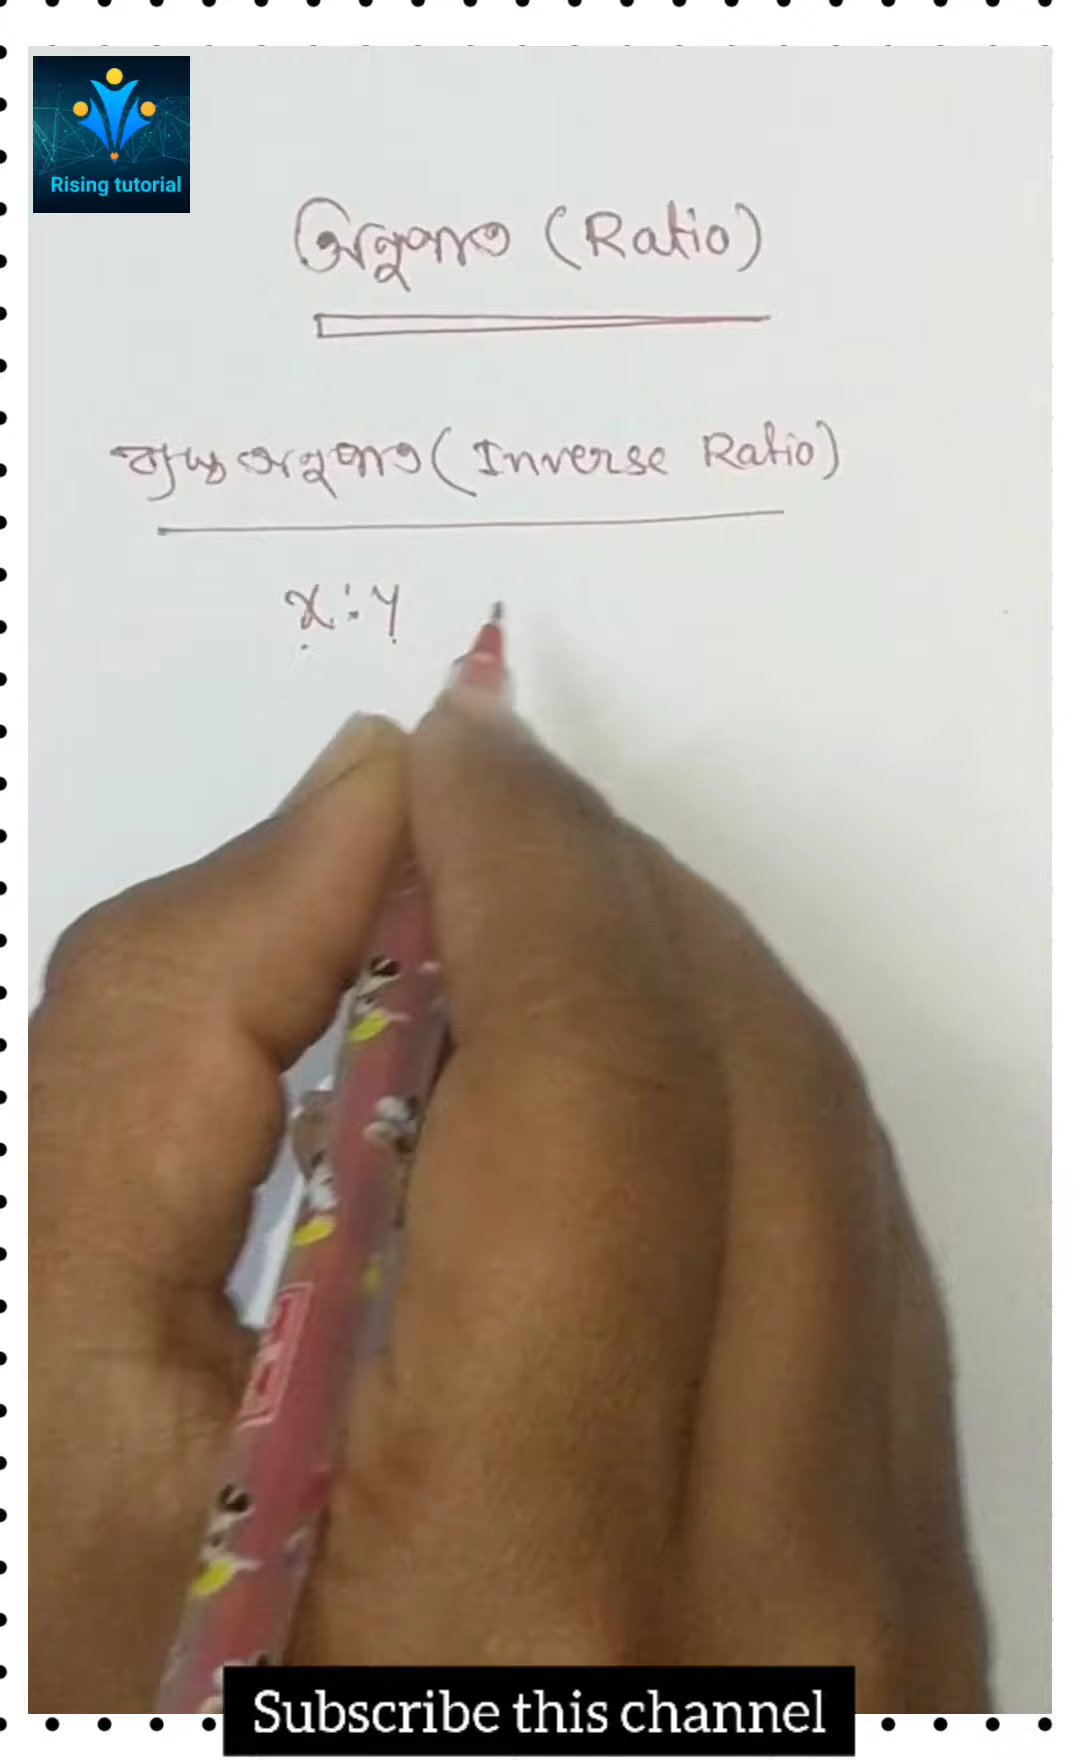 Rising tutorial
অনুপাত (Ratio)
ব্যস্ত অনুপাত (Inverse Ratio)
x : y
Subscribe this channel